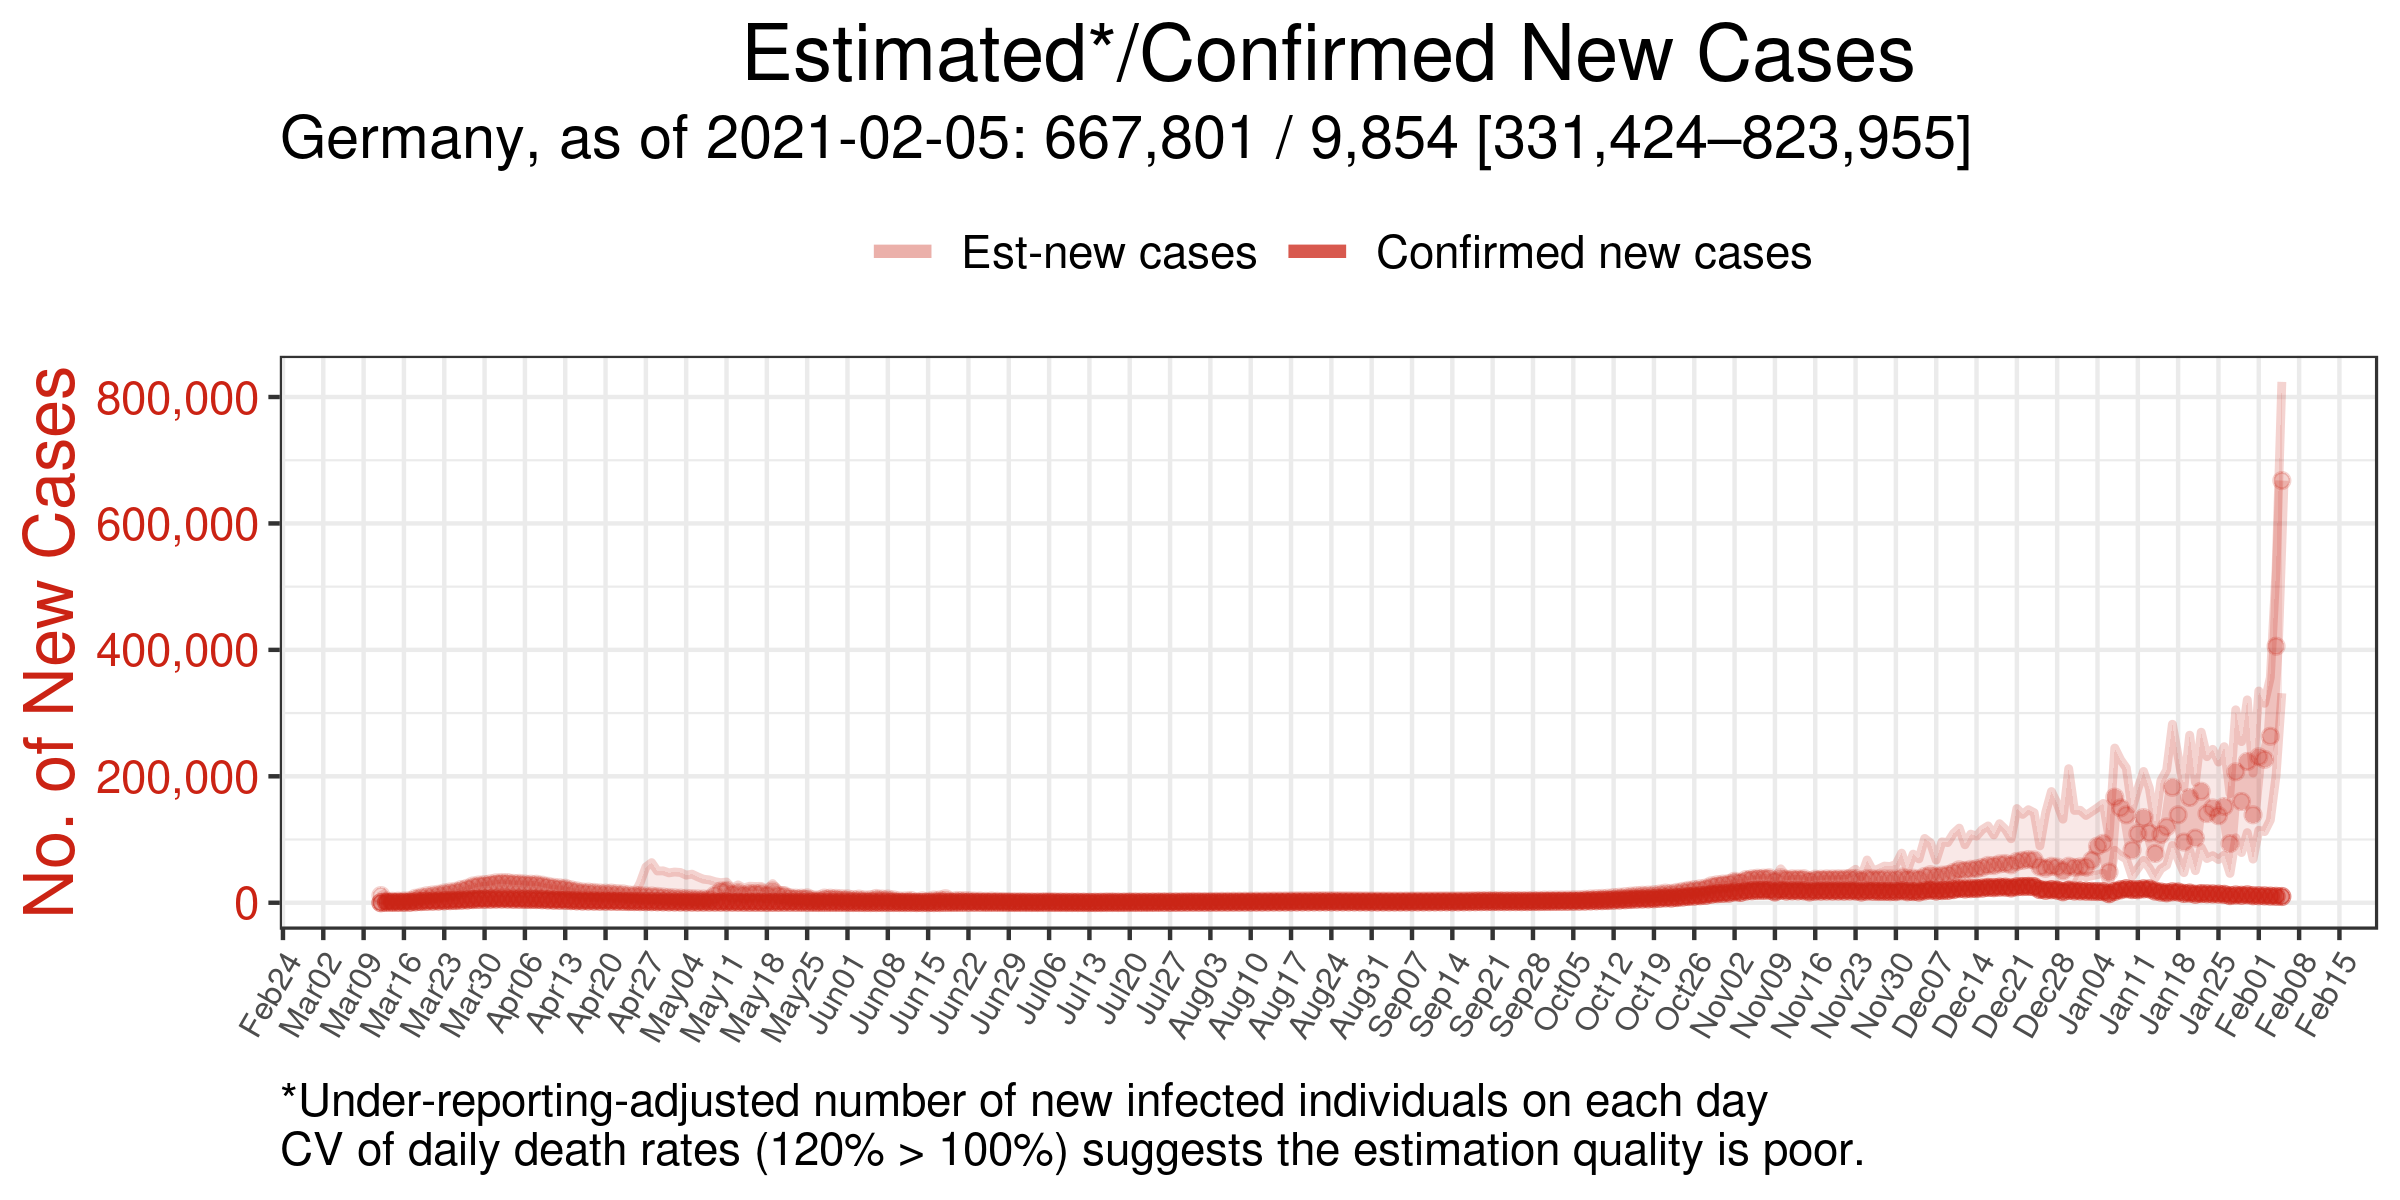 Estimated*/Confirmed New Cases
Germany, as of 2021-02-05: 667,801 / 9,854 [331,424–823,955]
Est-new cases
Confirmed new cases
No. of New Cases
800,000
600,000
400,000
200,000
0
Feb24
Mar02
Mar09
Mar16
Mar23
Mar30
Apr06
Apr13
Apr20
Apr27
May04
May11
May18
May25
Jun01
Jun08
Jun15
Jun22
Jun29
Jul06
Jul13
Jul20
Jul27
Aug03
Aug10
Aug17
Aug24
Aug31
Sep07
Sep14
Sep21
Sep28
Oct05
Oct12
Oct19
Oct26
Nov02
Nov09
Nov16
Nov23
Nov30
Dec07
Dec14
Dec21
Dec28
Jan04
Jan11
Jan18
Jan25
Feb01
Feb08
Feb15
*Under-reporting-adjusted number of new infected individuals on each day
CV of daily death rates (120% > 100%) suggests the estimation quality is poor.